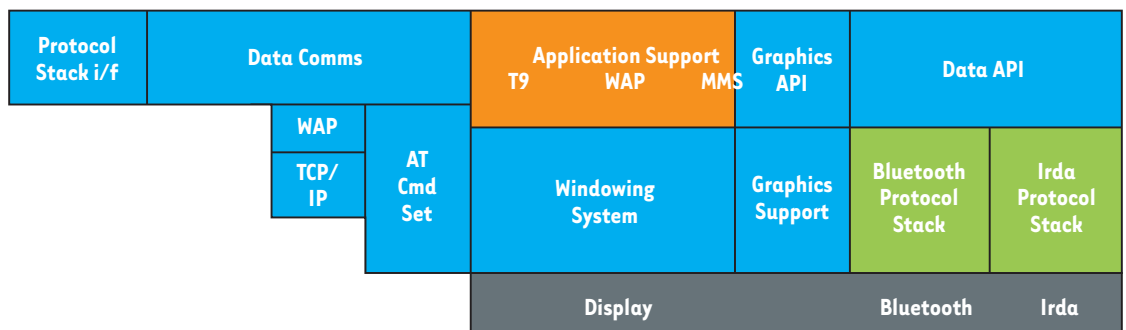 Protocol
Stack i/f
Data Comms
Application Support
T9 WAP MMS
Graphics
API
Data API
WAP
TCP/
IP
AT
Cmd
Set
Windowing
System
Graphics
Support
Bluetooth
Protocol
Stack
Irda
Protocol
Stack
Display
Bluetooth
Irda